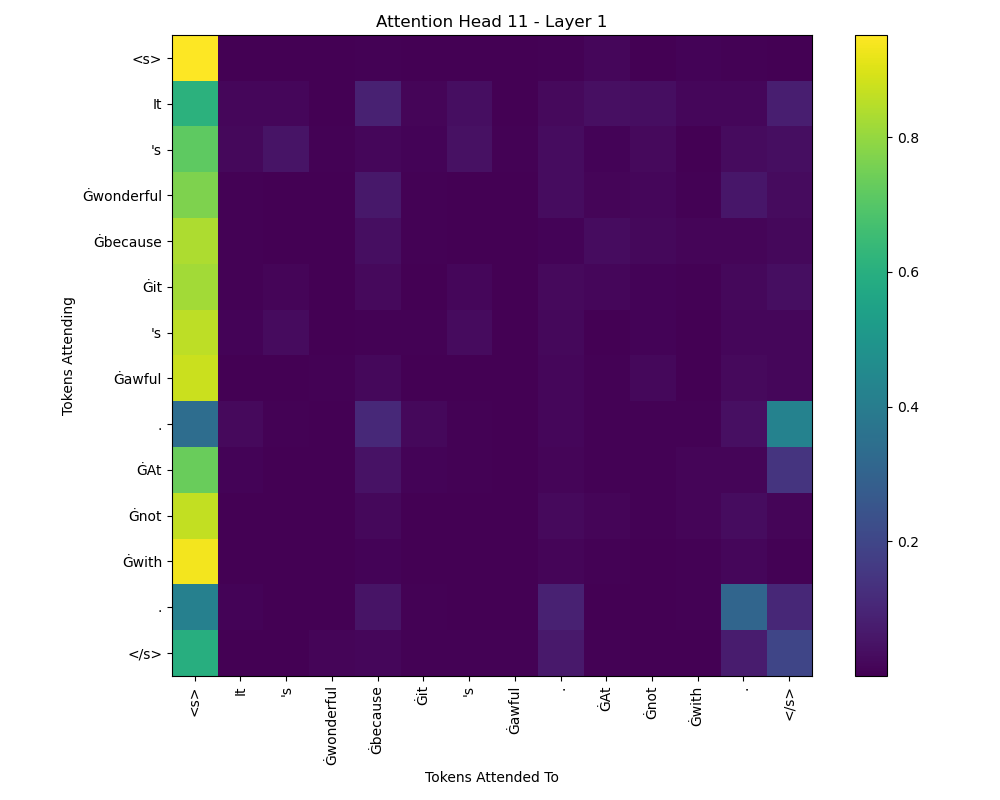 Attention Head 11 - Layer 1
Tokens Attending
<s>
It
's
Ġwonderful
Ġbecause
Ġit
's
Ġawful
.
ĠAt
Ġnot
Ġwith
.
</s>
<s>
It
's
Ġwonderful
Ġbecause
Ġit
's
Ġawful
.
ĠAt
Ġnot
Ġwith
.
</s>
Tokens Attended To
0.8
0.6
0.4
0.2